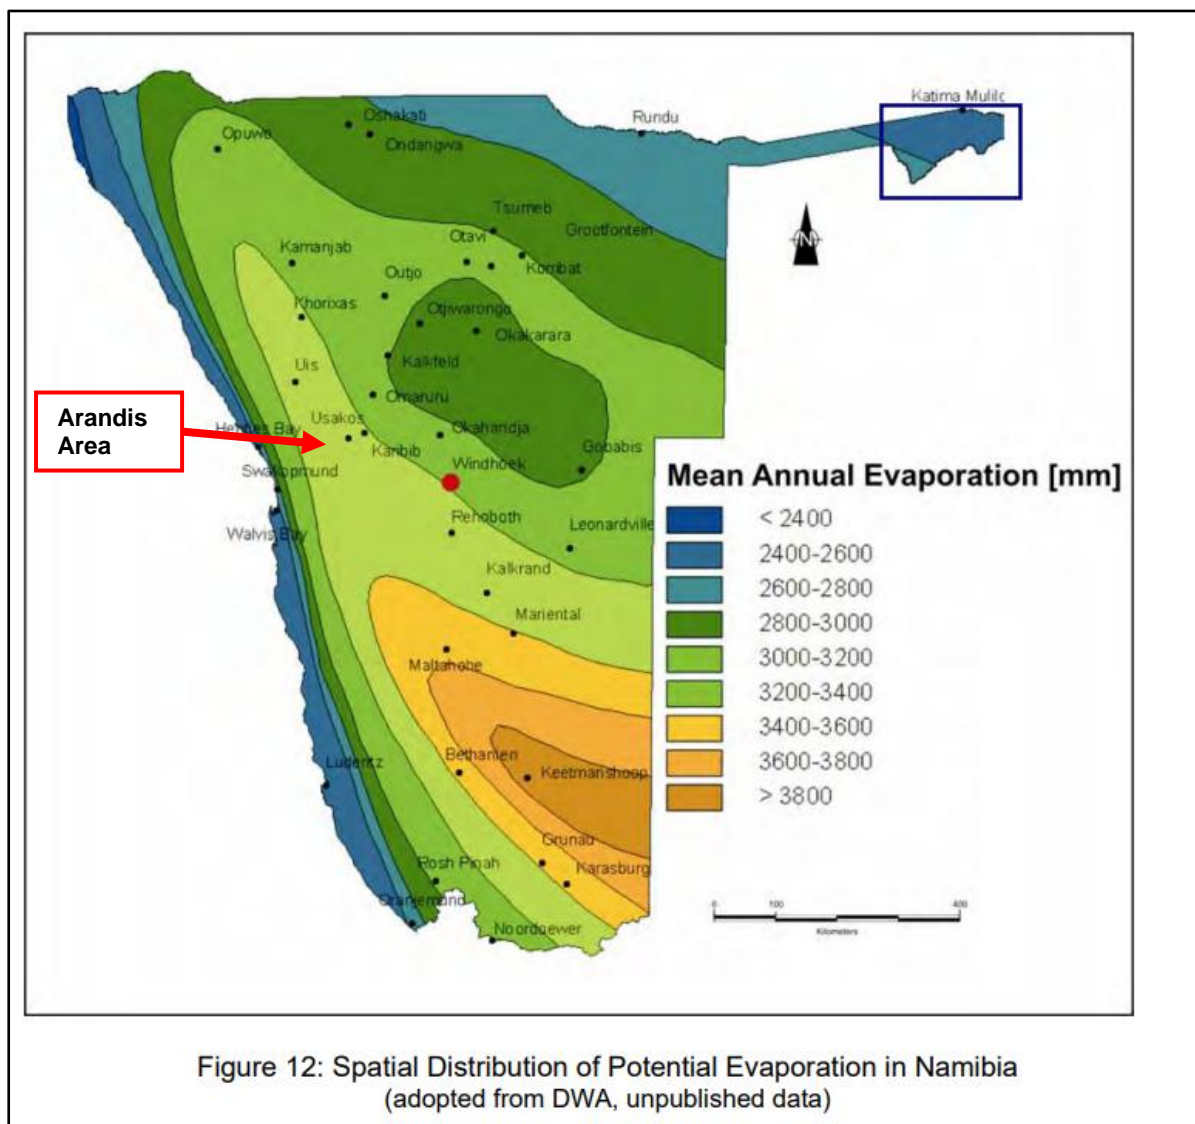 Katima Mulilo
Rundu
Oshakati
Ondangwa
Opuwo
Tsumeb
Grootfontein
Otavi
Kombat
Kamanjab
Outjo
Khorixas
Otjiwarongo
Okakarara
Kalkfeld
Uis
Omaruru
Arandis
Area
Usakos
Henties Bay
Karibib
Okahandja
Gobabis
Windhoek
Swakopmund
Walvis Bay
Rehoboth
Leonardville
Kalkrand
Mariental
Maltahohe
Bethanien
Keetmanshoop
Luderitz
Grunau
Karasburg
Rosh Pinah
Oranjemund
Noordoewer
N
Mean Annual Evaporation [mm]
< 2400
2400-2600
2600-2800
2800-3000
3000-3200
3200-3400
3400-3600
3600-3800
> 3800
0 100 400
Kilometers
Figure 12: Spatial Distribution of Potential Evaporation in Namibia
(adopted from DWA, unpublished data)